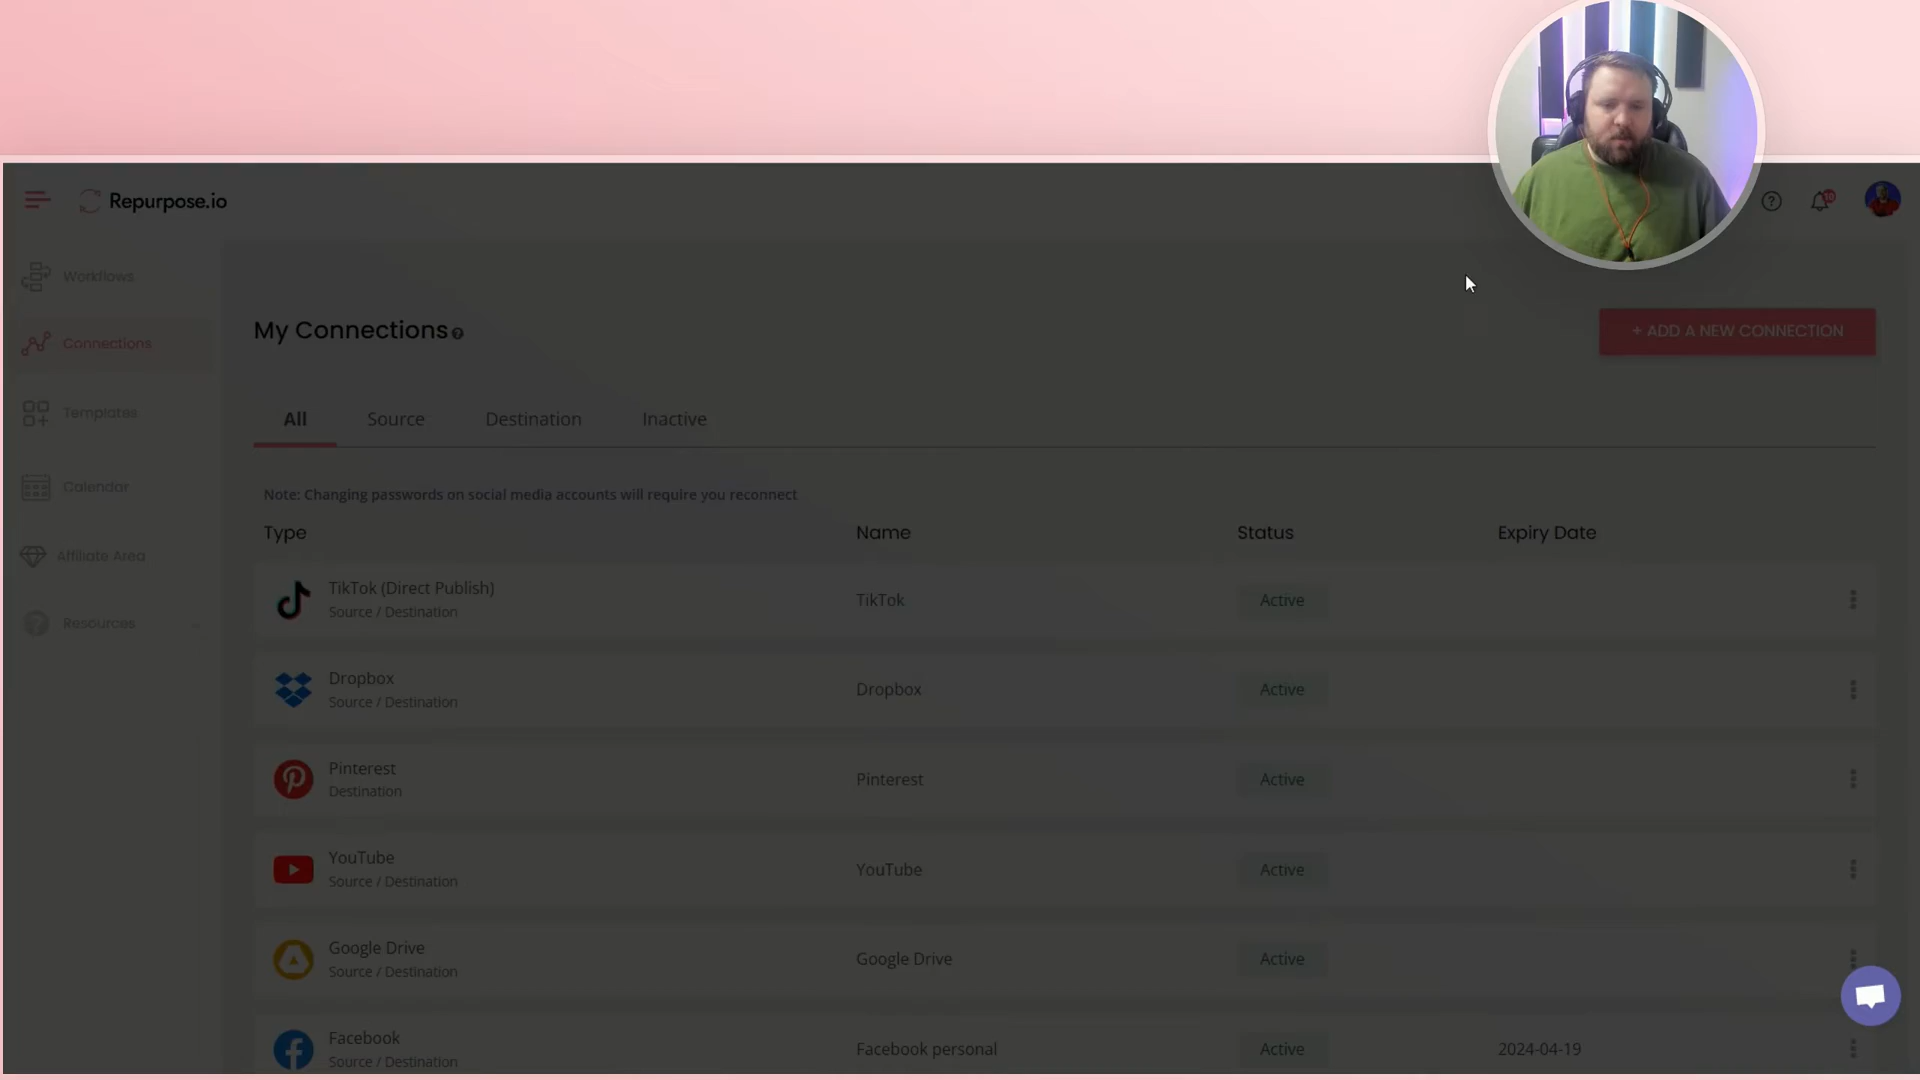 Repurpose.io
10
Workflows
Connections
Templates
Calendar
Affiliate Area
Resources
My Connections
+ ADD A NEW CONNECTION
All Source Destination Inactive
Note: Changing passwords on social media accounts will require you reconnect
Type Name Status Expiry Date
TikTok (Direct Publish)
Source / Destination
TikTok
Active
Dropbox
Source / Destination
Dropbox
Active
Pinterest
Destination
Pinterest
Active
YouTube
Source / Destination
YouTube
Active
Google Drive
Source / Destination
Google Drive
Active
Facebook
Source / Destination
Facebook personal
Active
2024-04-19